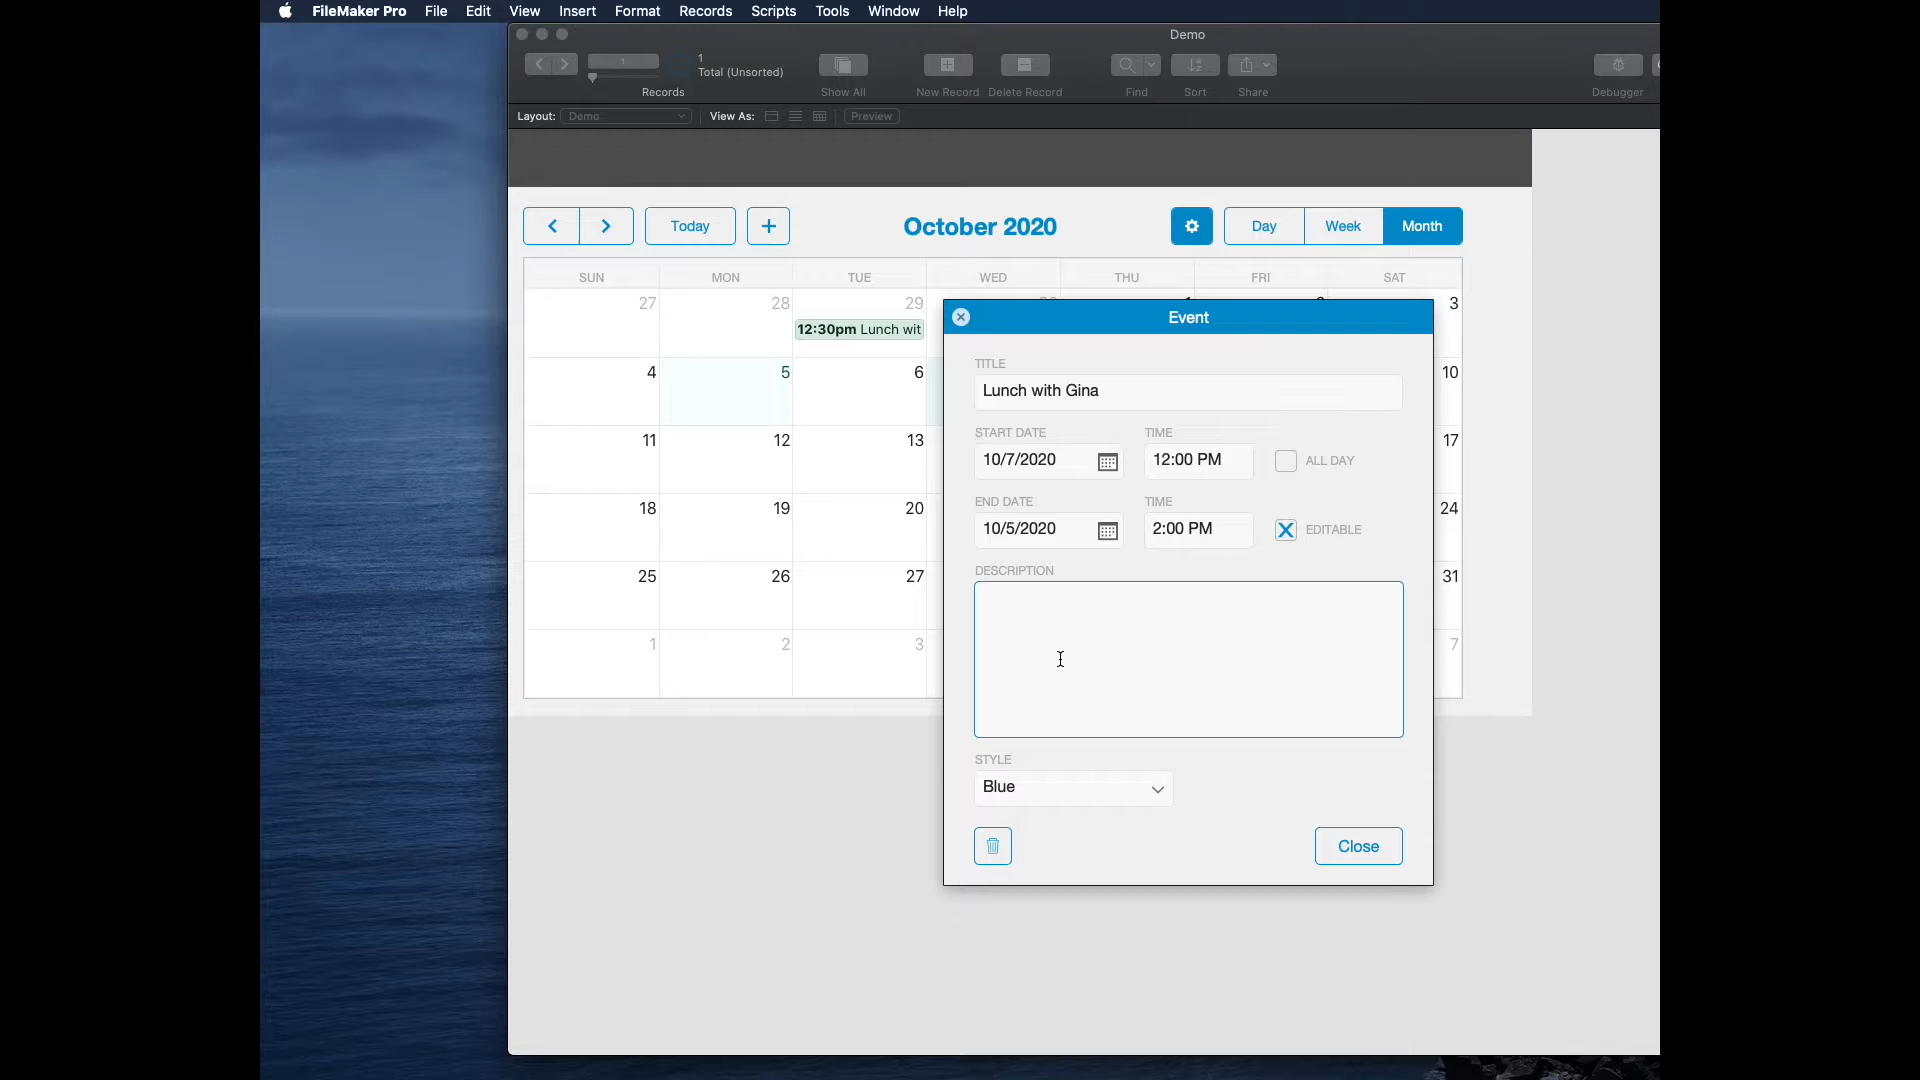 FileMaker Pro File Edit View Insert Format Records Scripts Tools Window Help
Demo
1
1
Total (Unsorted)
Records Show All New Record Delete Record Find Sort Share Debugger
Layout: Demo View As: Preview
Today + October 2020 Day Week Month
SUN MON TUE WED THU FRI SAT
27 28 29 3
12:30pm Lunch wit
4 5 6 10
11 12 13 17
18 19 20 24
25 26 27 31
1 2 3 7
Event
TITLE
Lunch with Gina
START DATE TIME
10/7/2020 12:00 PM ALL DAY
END DATE TIME
10/5/2020 2:00 PM X EDITABLE
DESCRIPTION
STYLE
Blue
Close